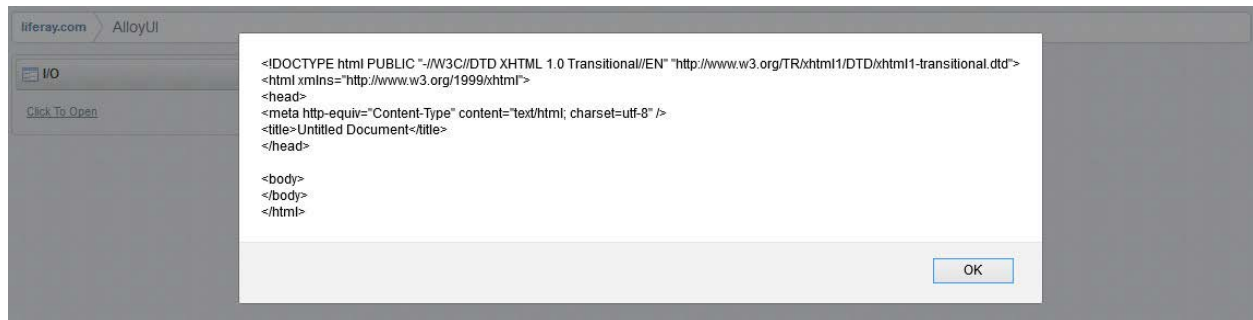 liferay.com AlloyUI
I/O
Click To Open
<!DOCTYPE html PUBLIC "-//W3C//DTD XHTML 1.0 Transitional//EN" "http://www.w3.org/TR/xhtml1/DTD/xhtml1-transitional.dtd">
<html xmlns="http://www.w3.org/1999/xhtml">
<head>
<meta http-equiv="Content-Type" content="text/html; charset=utf-8" />
<title>Untitled Document</title>
</head>
<body>
</body>
</html>
OK